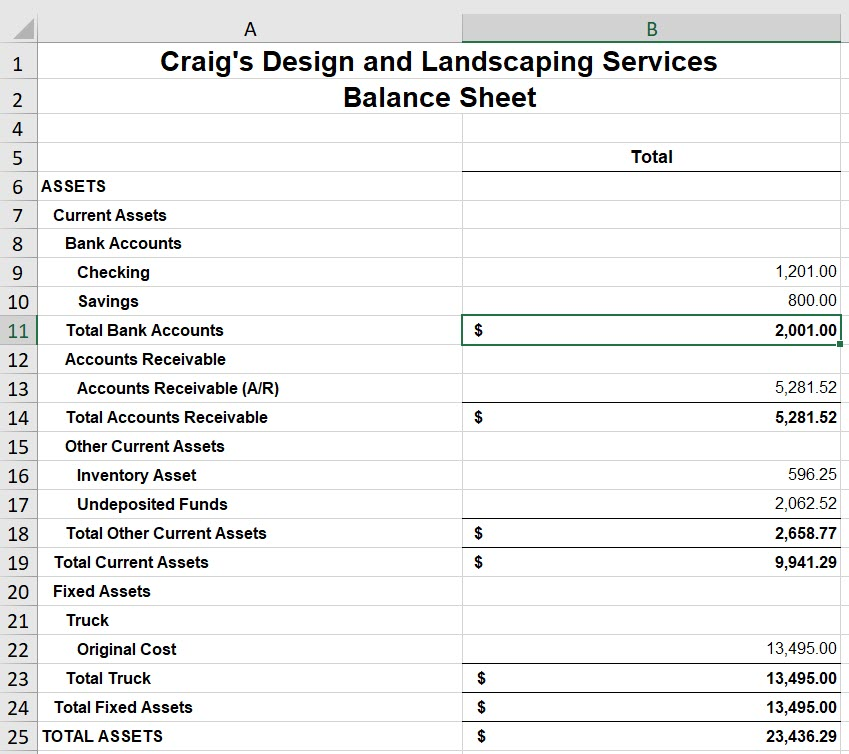 A B
1 Craig's Design and Landscaping Services
2 Balance Sheet
4
5 Total
6 ASSETS
7 Current Assets
8 Bank Accounts
9 Checking 1,201.00
10 Savings 800.00
11 Total Bank Accounts $ 2,001.00
12 Accounts Receivable
13 Accounts Receivable (A/R) 5,281.52
14 Total Accounts Receivable $ 5,281.52
15 Other Current Assets
16 Inventory Asset 596.25
17 Undeposited Funds 2,062.52
18 Total Other Current Assets $ 2,658.77
19 Total Current Assets $ 9,941.29
20 Fixed Assets
21 Truck
22 Original Cost 13,495.00
23 Total Truck $ 13,495.00
24 Total Fixed Assets $ 13,495.00
25 TOTAL ASSETS $ 23,436.29